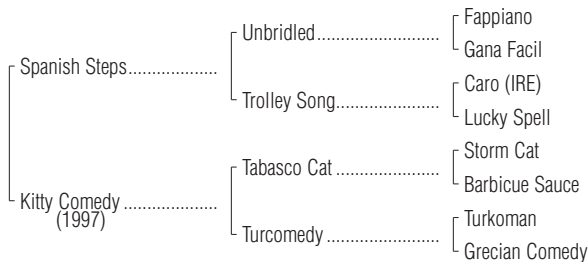 Fappiano
Unbridled
Gana Facil
Spanish Steps
Caro (IRE)
Trolley Song
Lucky Spell
Storm Cat
Tabasco Cat
Barbicue Sauce
Kitty Comedy
(1997)
Turkoman
Turcomedy
Grecian Comedy